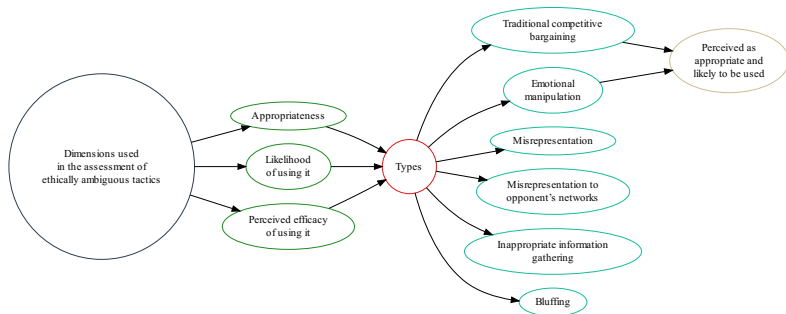 Dimensions used
in the assessment of
ethically ambiguous tactics
Appropriateness
Likelihood
of using it
Perceived efficacy
of using it
Types
Traditional competitive
bargaining
Emotional
manipulation
Misrepresentation
Misrepresentation to
opponent’s networks
Inappropriate information
gathering
Bluffing
Perceived as
appropriate and
likely to be used